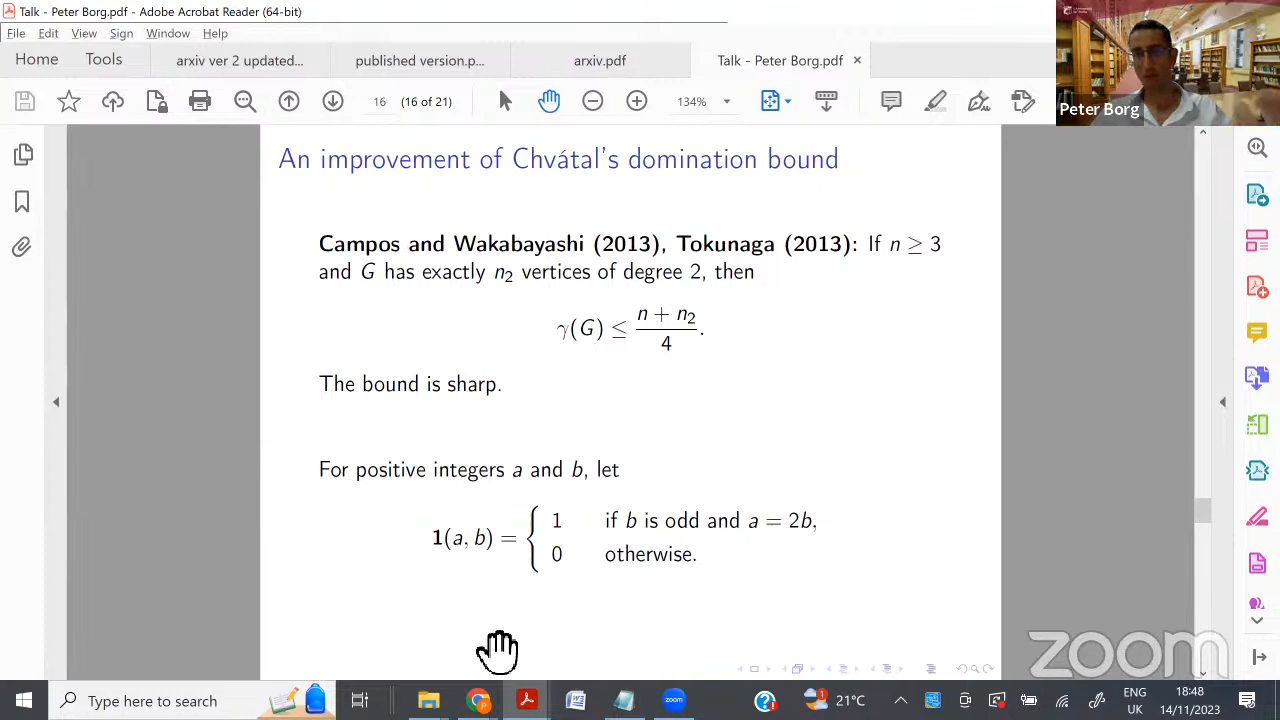 Talk - Peter Borg.pdf - Adobe Acrobat Reader (64-bit)
File Edit View Sign Window Help
Home Tools arxiv ver 2 updated... published version.p... arxiv.pdf Talk - Peter Borg.pdf ×
16 (16 of 21) 134%
Peter Borg
An improvement of Chvátal's domination bound
Campos and Wakabayashi (2013), Tokunaga (2013): If n ≥ 3
and G has exactly n₂ vertices of degree 2, then
γ(G) ≤ (n + n₂)/4.
The bound is sharp.
For positive integers a and b, let
1(a, b) = { 1 if b is odd and a = 2b,
0 otherwise.
zoom
Type here to search
zoom
1
21°C
ENG
UK
18:48
14/11/2023